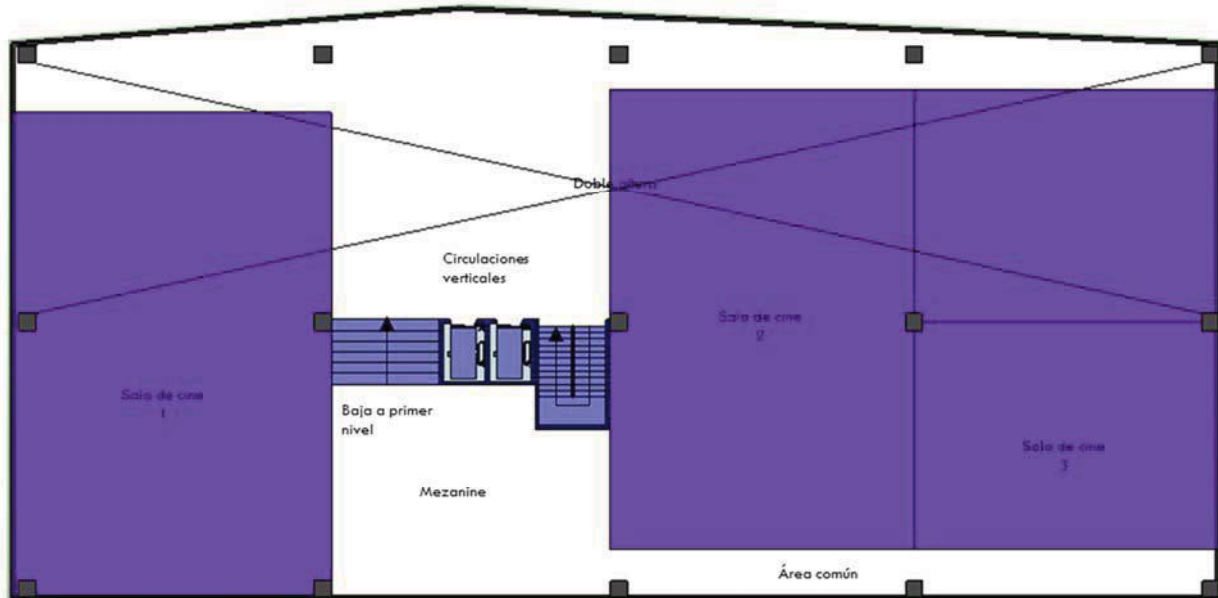 Doble altura
Circulaciones
verticales
Sala de cine
2
Sala de cine
1
Baja a primer
nivel
Sala de cine
3
Mezanine
Área común